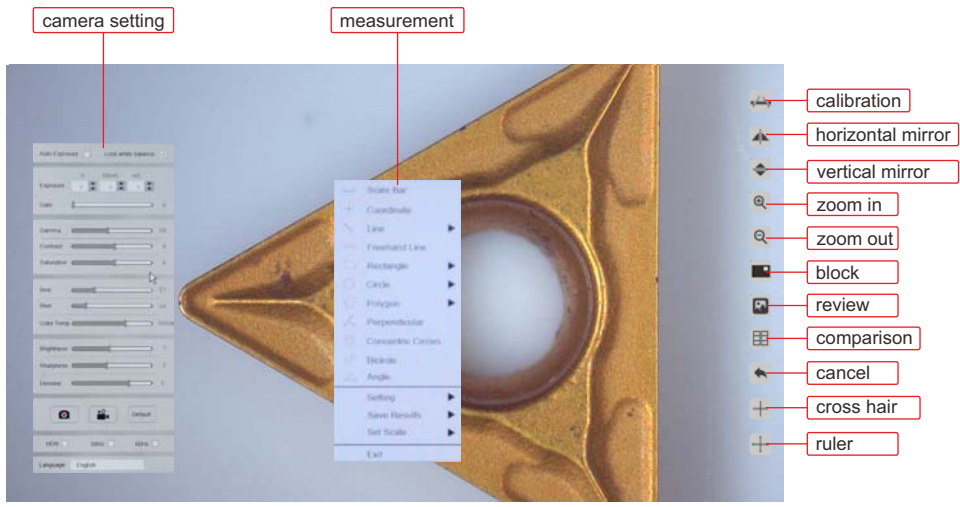 camera setting
measurement
Auto Exposure
Lock white balance
Exposure
Gain
Gamma
Contrast
Saturation
Red
Blue
Color Temp
Brightness
Sharpness
Denoise
Default
HDR
50Hz
60Hz
Language
English
Scale Bar
Coordinate
Line
Freehand Line
Rectangle
Circle
Polygon
Perpendicular
Concentric Circles
Bicircle
Angle
Setting
Save Results
Set Scale
Exit
calibration
horizontal mirror
vertical mirror
zoom in
zoom out
block
review
comparison
cancel
cross hair
ruler